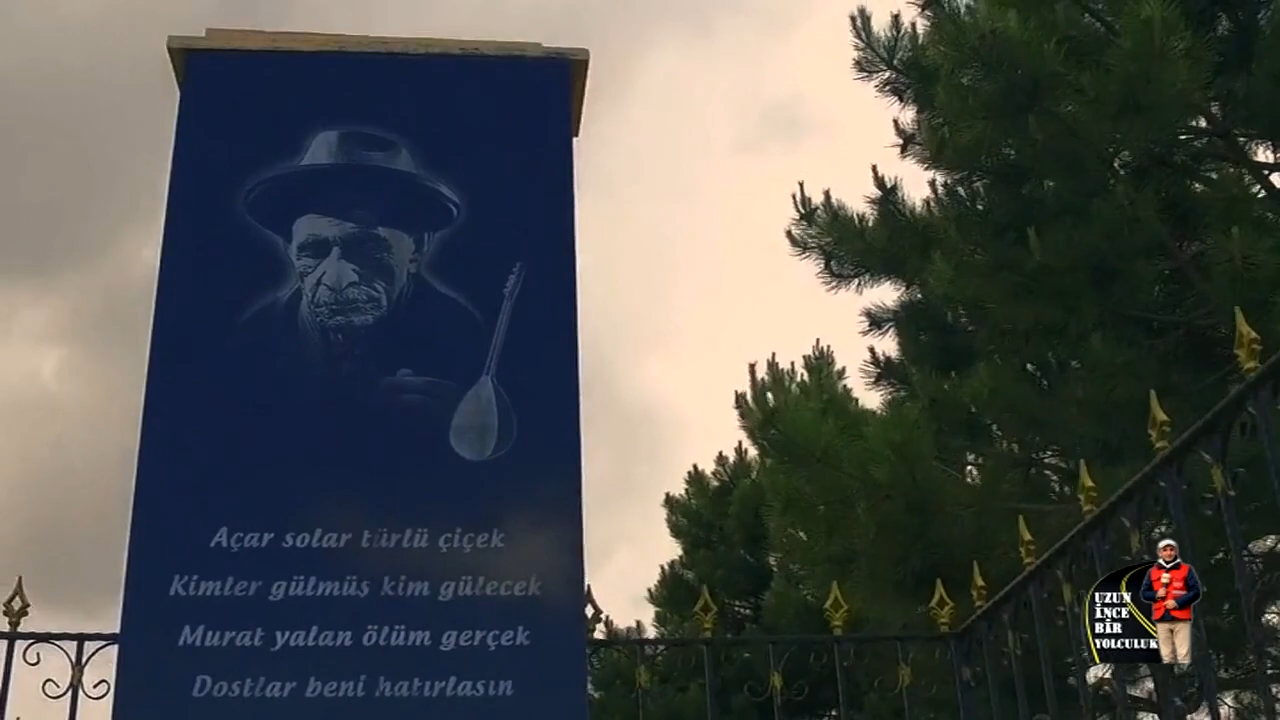 Açar solar türlü çiçek
Kimler gülmüş kim gülecek
Murat yalan ölüm gerçek
Dostlar beni hatırlasın
UZUN
İNCE
BİR
YOLCULUK